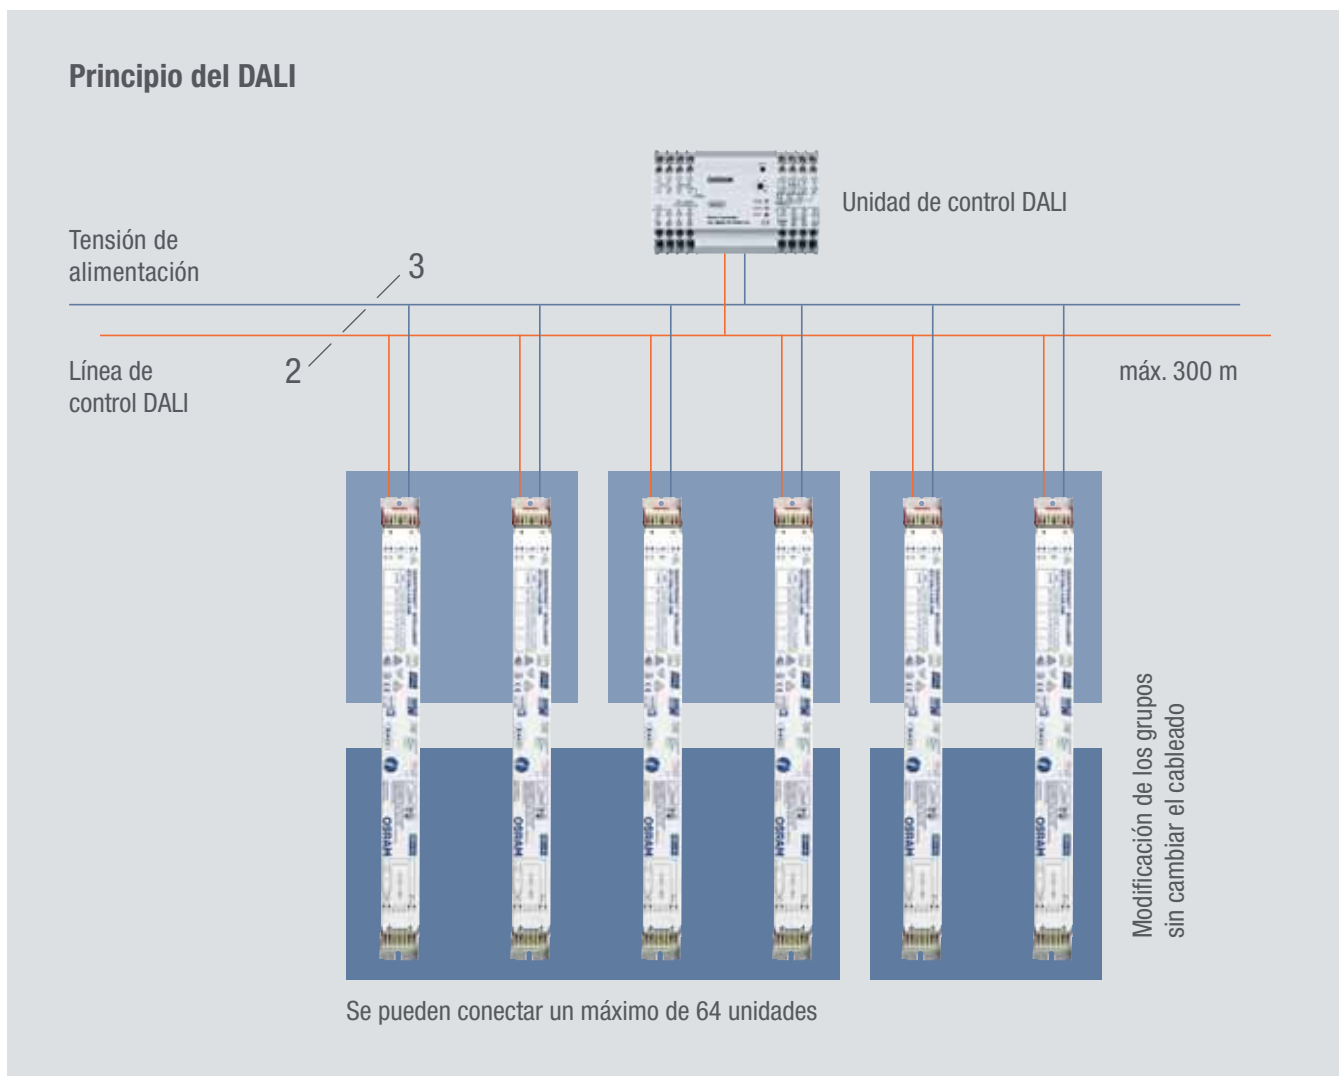 Principio del DALI
Unidad de control DALI
Tensión de
alimentación
3
2
Línea de
control DALI
máx. 300 m
OSRAM
OSRAM
OSRAM
OSRAM
OSRAM
OSRAM
Modificación de los grupos
sin cambiar el cableado
Se pueden conectar un máximo de 64 unidades